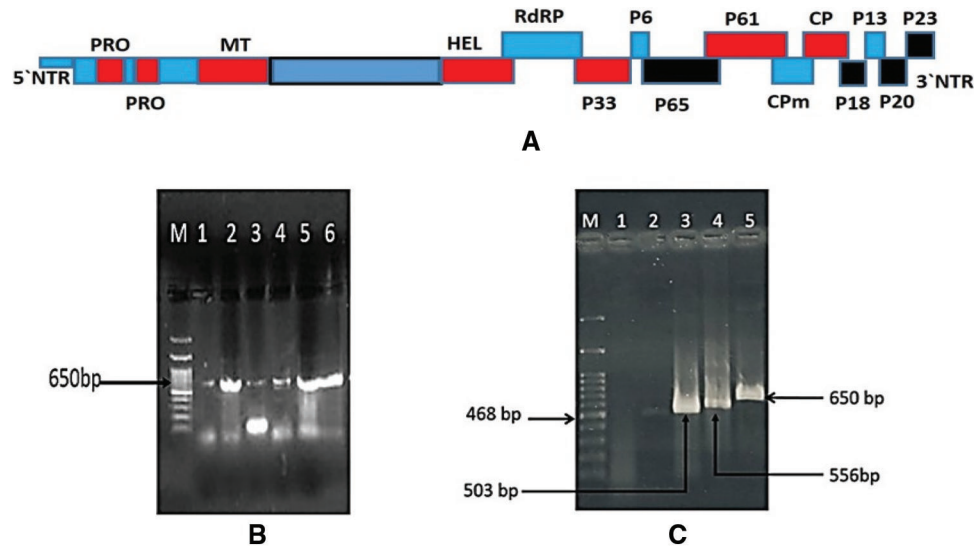 RdRP P6 P61 CP P13 P23
PRO MT HEL
5`NTR 3`NTR
PRO P33 P65 CPm P18 P20
A
M 1 2 3 4 5 6
650bp
B
M 1 2 3 4 5
650 bp
468 bp
556bp
503 bp
C